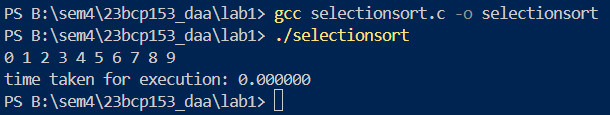 PS B:\sem4\23bcp153_daa\lab1> gcc selectionsort.c -o selectionsort
PS B:\sem4\23bcp153_daa\lab1> ./selectionsort
0 1 2 3 4 5 6 7 8 9
time taken for execution: 0.000000
PS B:\sem4\23bcp153_daa\lab1>